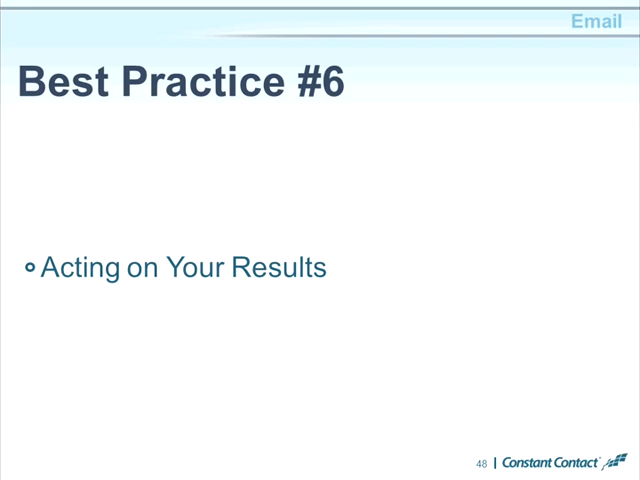 Email
Best Practice #6
Acting on Your Results
48 | Constant Contact